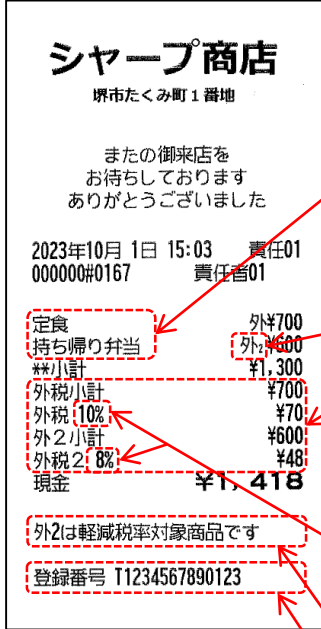 シャープ商店
堺市たくみ町1番地
またの御来店を
お待ちしております
ありがとうございました
2023年10月 1日 15:03 責任01
000000#0167 責任者01
定食 外¥700
持ち帰り弁当 外2¥600
**小計 ¥1,300
外税小計 ¥700
外税 10% ¥70
外2小計 ¥600
外税2 8% ¥48
現金 ¥1,418
外2は軽減税率対象商品です
登録番号 T1234567890123